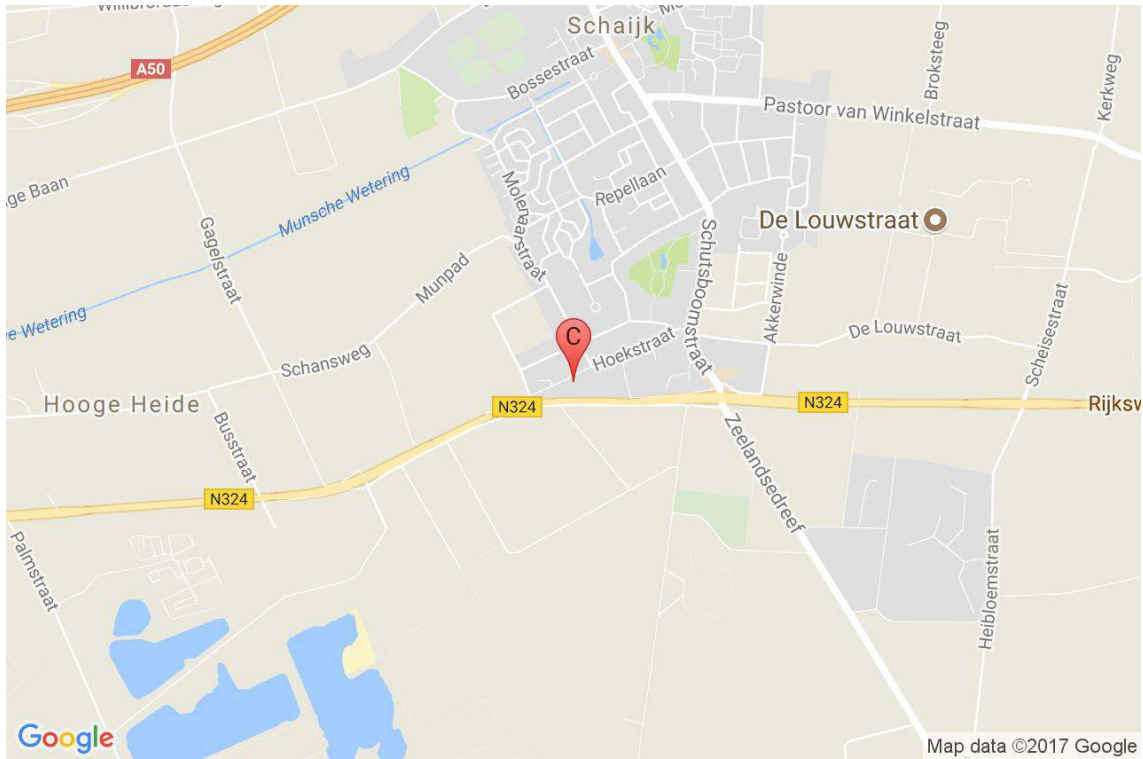 Schaijk
A50
Bossestraat
Broksteeg
Kerkweg
Pastoor van Winkelstraat
ge Baan
Munsche Wetering
Repellaan
Molenaarstraat
Gagelstraat
De Louwstraat
Schutsboomstraat
Akkerwinde
Munpad
Wetering
De Louwstraat
Scheisestraat
C
Hoekstraat
Schansweg
Hooge Heide
N324
N324
Rijksw
Busstraat
Zeelandsedreef
N324
Palmstraat
Heibloemstraat
Google
Map data ©2017 Google